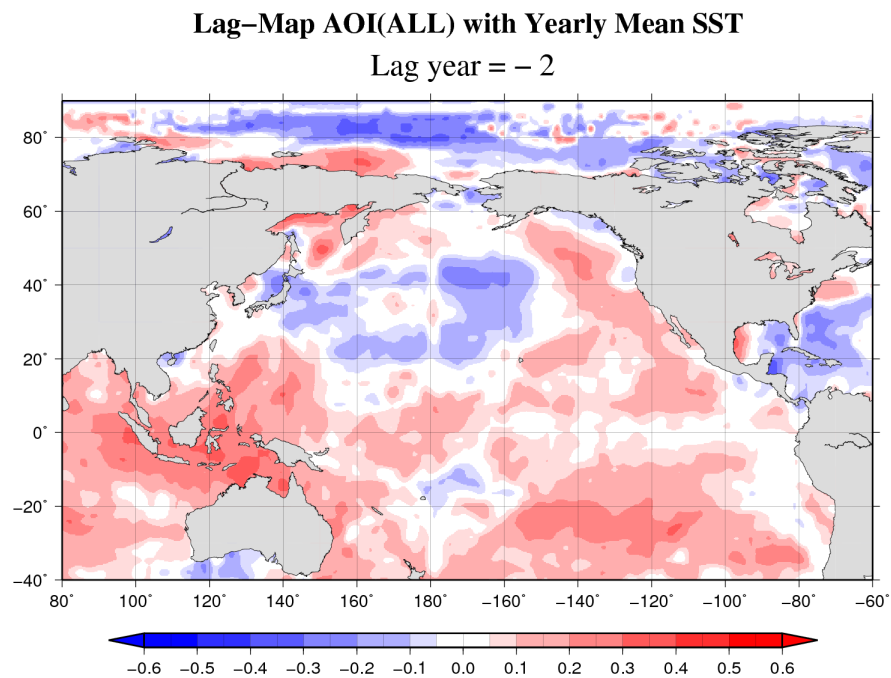 Lag−Map AOI(ALL) with Yearly Mean SST
Lag year = − 2
80˚
60˚
40˚
20˚
0˚
−20˚
−40˚
80˚ 100˚ 120˚ 140˚ 160˚ 180˚ −160˚ −140˚ −120˚ −100˚ −80˚ −60˚
−0.6 −0.5 −0.4 −0.3 −0.2 −0.1 0.0 0.1 0.2 0.3 0.4 0.5 0.6